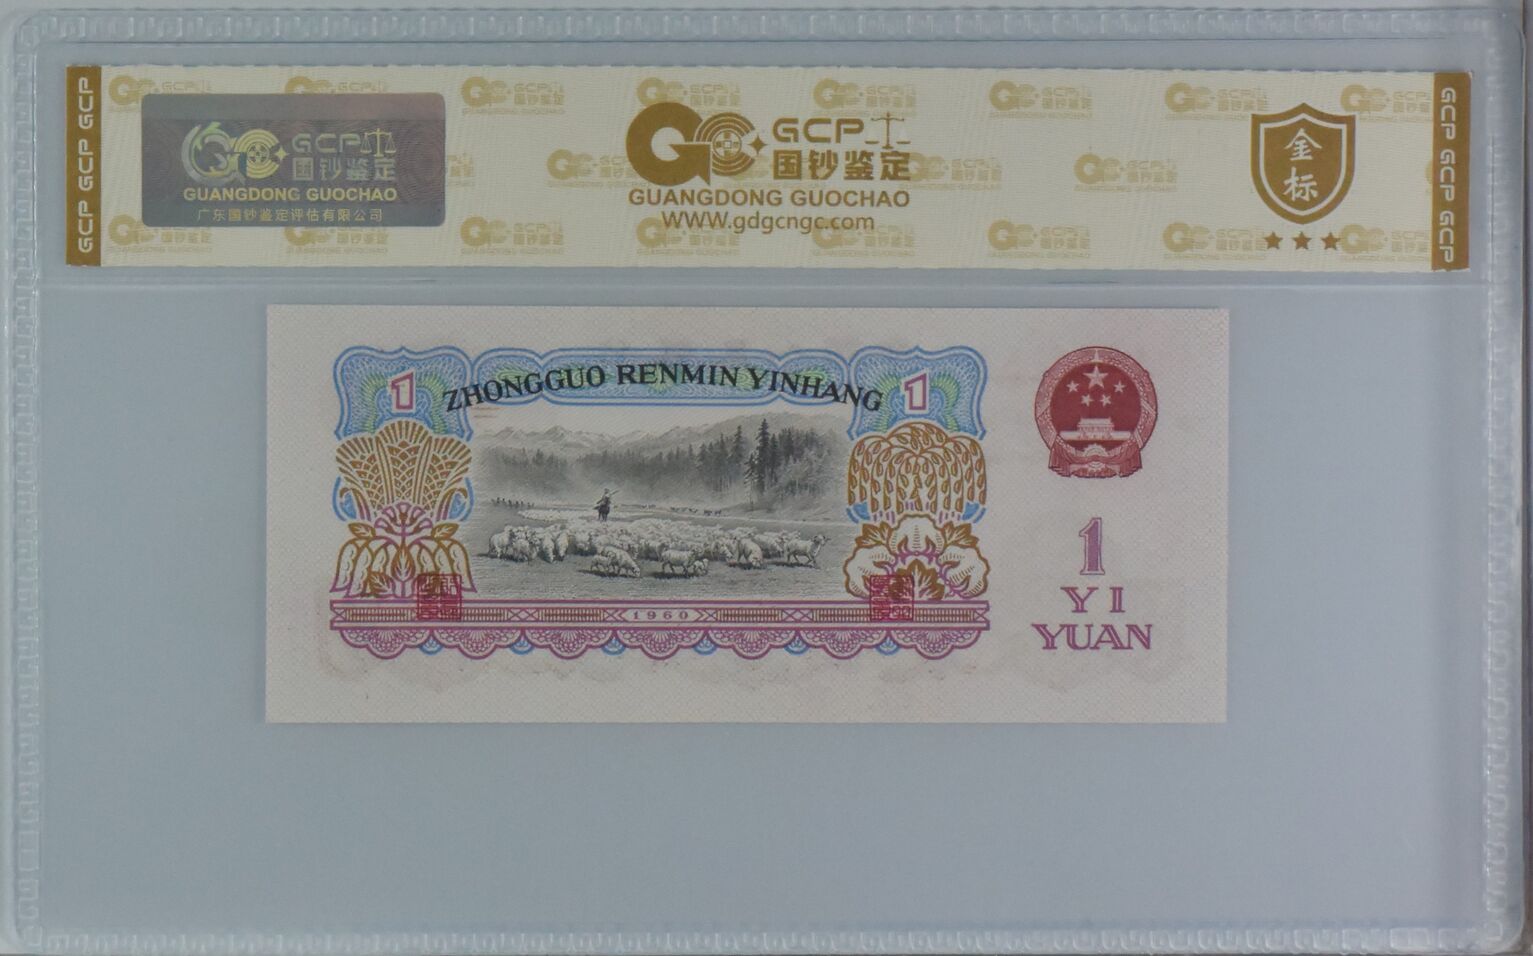 GCP GCP GCP
GCP 国钞鉴定
GUANGDONG GUOCHAO
广东国钞鉴定评估有限公司
GCP
国钞鉴定
GUANGDONG GUOCHAO
WWW.gdgcngc.com
金标
GCP GCP GCP
1
ZHONGGUO RENMIN YINHANG
1
1960
1
YI
YUAN